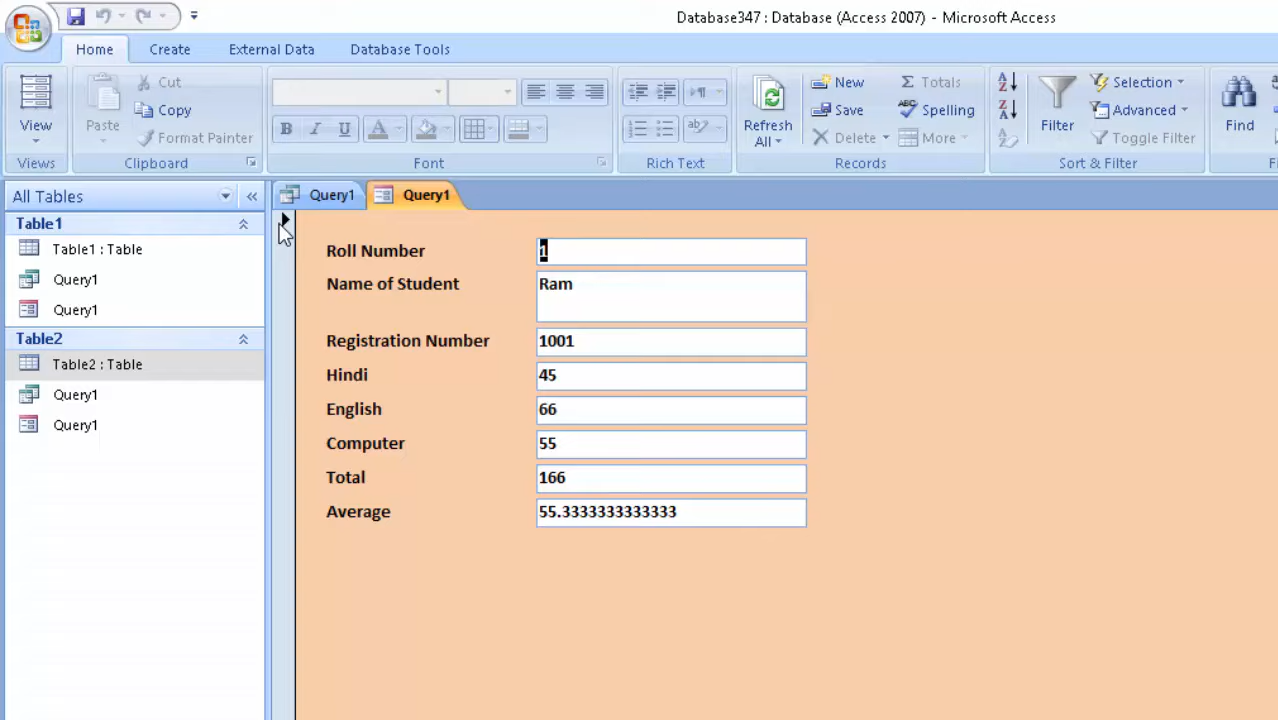 Database347 : Database (Access 2007) - Microsoft Access
Home Create External Data Database Tools
View
Views
Paste
Cut
Copy
Format Painter
Clipboard
B I U A
Font
ab
Rich Text
Refresh All
New
Save
Delete
Σ Totals
ABC Spelling
More
Records
Filter
Selection
Advanced
Toggle Filter
Sort & Filter
Find
All Tables
Table1
Table1 : Table
Query1
Query1
Table2
Table2 : Table
Query1
Query1
Query1 Query1
Roll Number 1
Name of Student Ram
Registration Number 1001
Hindi 45
English 66
Computer 55
Total 166
Average 55.3333333333333